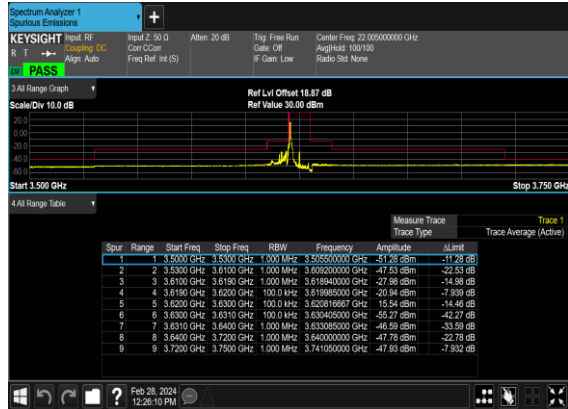 Spectrum Analyzer 1
Spurious Emissions
KEYSIGHT
R T
Input: RF
Coupling: DC
Align: Auto
Input Z: 50 Ω
Corr CCorr
Freq Ref: Int (S)
Atten: 20 dB
Trig: Free Run
Gate: Off
IF Gain: Low
Center Freq: 22.005000000 GHz
Avg|Hold: 100/100
Radio Std: None
PASS
3 All Range Graph
Ref Lvl Offset 18.87 dB
Scale/Div 10.0 dB
Ref Value 30.00 dBm
20.0
0.00
-20.0
-40.0
-60.0
Start 3.500 GHz
Stop 3.750 GHz
4 All Range Table
Measure Trace Trace 1
Trace Type Trace Average (Active)
Spur Range Start Freq Stop Freq RBW Frequency Amplitude ΔLimit
1 1 3.5000 GHz 3.5300 GHz 1.000 MHz 3.505500000 GHz -51.28 dBm -11.28 dB
2 2 3.5300 GHz 3.6100 GHz 1.000 MHz 3.609200000 GHz -47.53 dBm -22.53 dB
3 3 3.6100 GHz 3.6190 GHz 1.000 MHz 3.618940000 GHz -27.98 dBm -14.98 dB
4 4 3.6190 GHz 3.6200 GHz 100.0 kHz 3.619985000 GHz -20.94 dBm -7.939 dB
5 5 3.6200 GHz 3.6300 GHz 100.0 kHz 3.620816667 GHz 15.54 dBm -14.46 dB
6 6 3.6300 GHz 3.6310 GHz 100.0 kHz 3.630405000 GHz -55.27 dBm -42.27 dB
7 7 3.6310 GHz 3.6400 GHz 1.000 MHz 3.633085000 GHz -46.59 dBm -33.59 dB
8 8 3.6400 GHz 3.7200 GHz 1.000 MHz 3.640000000 GHz -47.78 dBm -22.78 dB
9 9 3.7200 GHz 3.7500 GHz 1.000 MHz 3.741050000 GHz -47.93 dBm -7.932 dB
Feb 28, 2024
12:26:10 PM